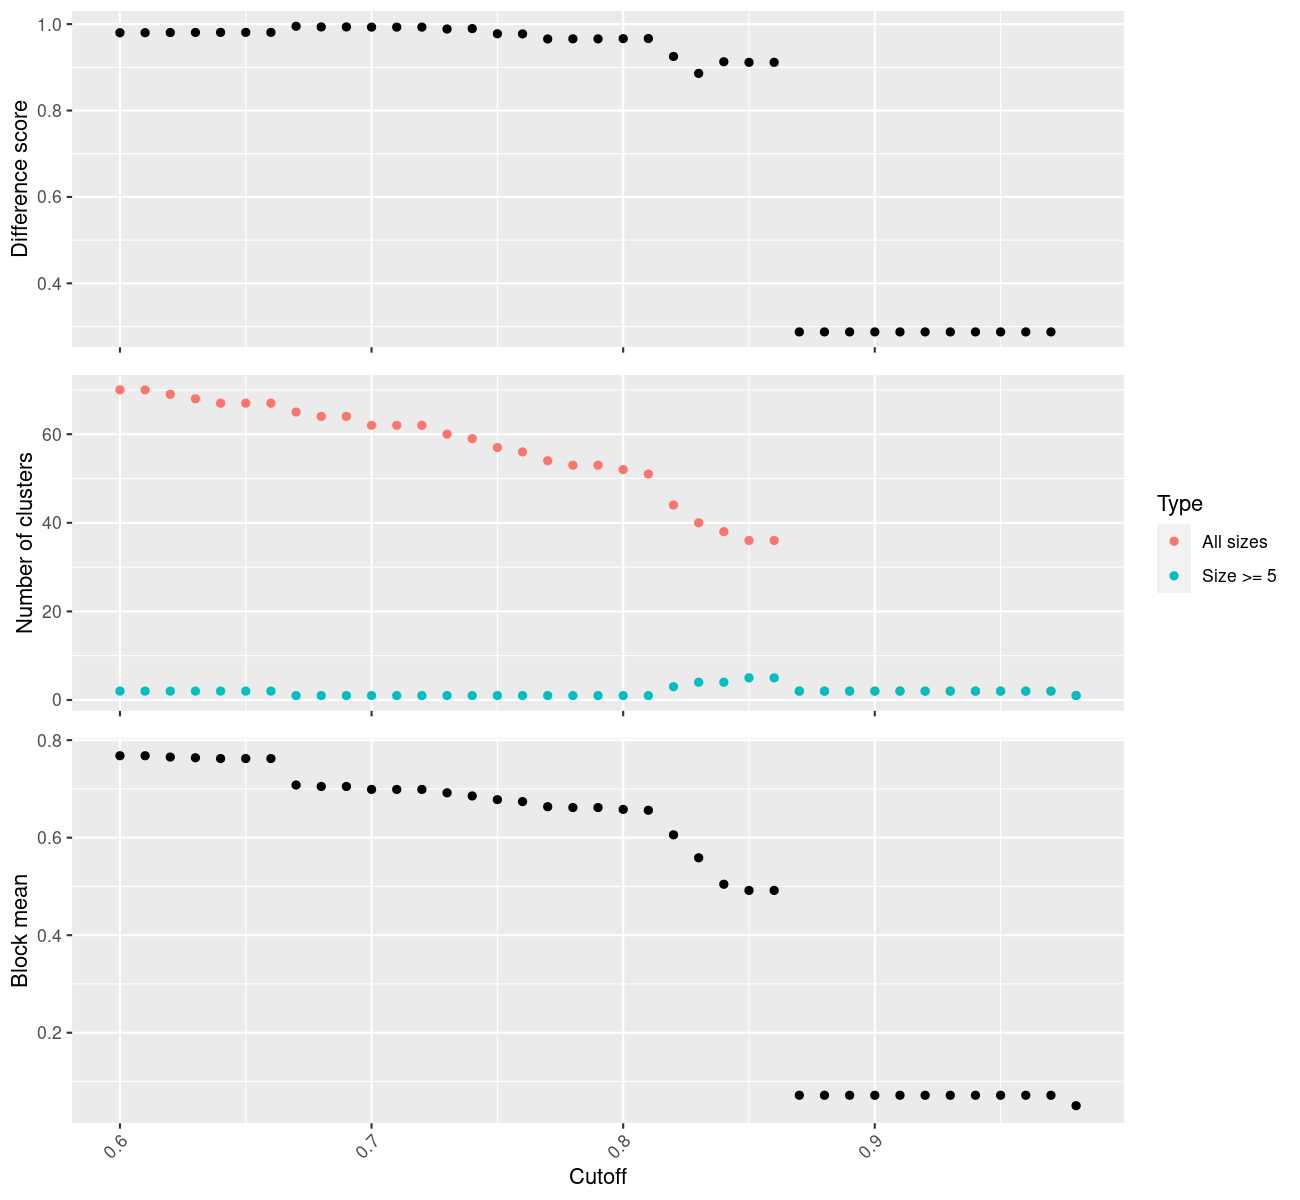 1.0
0.8
0.6
0.4
Difference score
60
40
20
0
Number of clusters
Type
All sizes
Size >= 5
0.8
0.6
0.4
0.2
Block mean
0.6
0.7
0.8
0.9
Cutoff